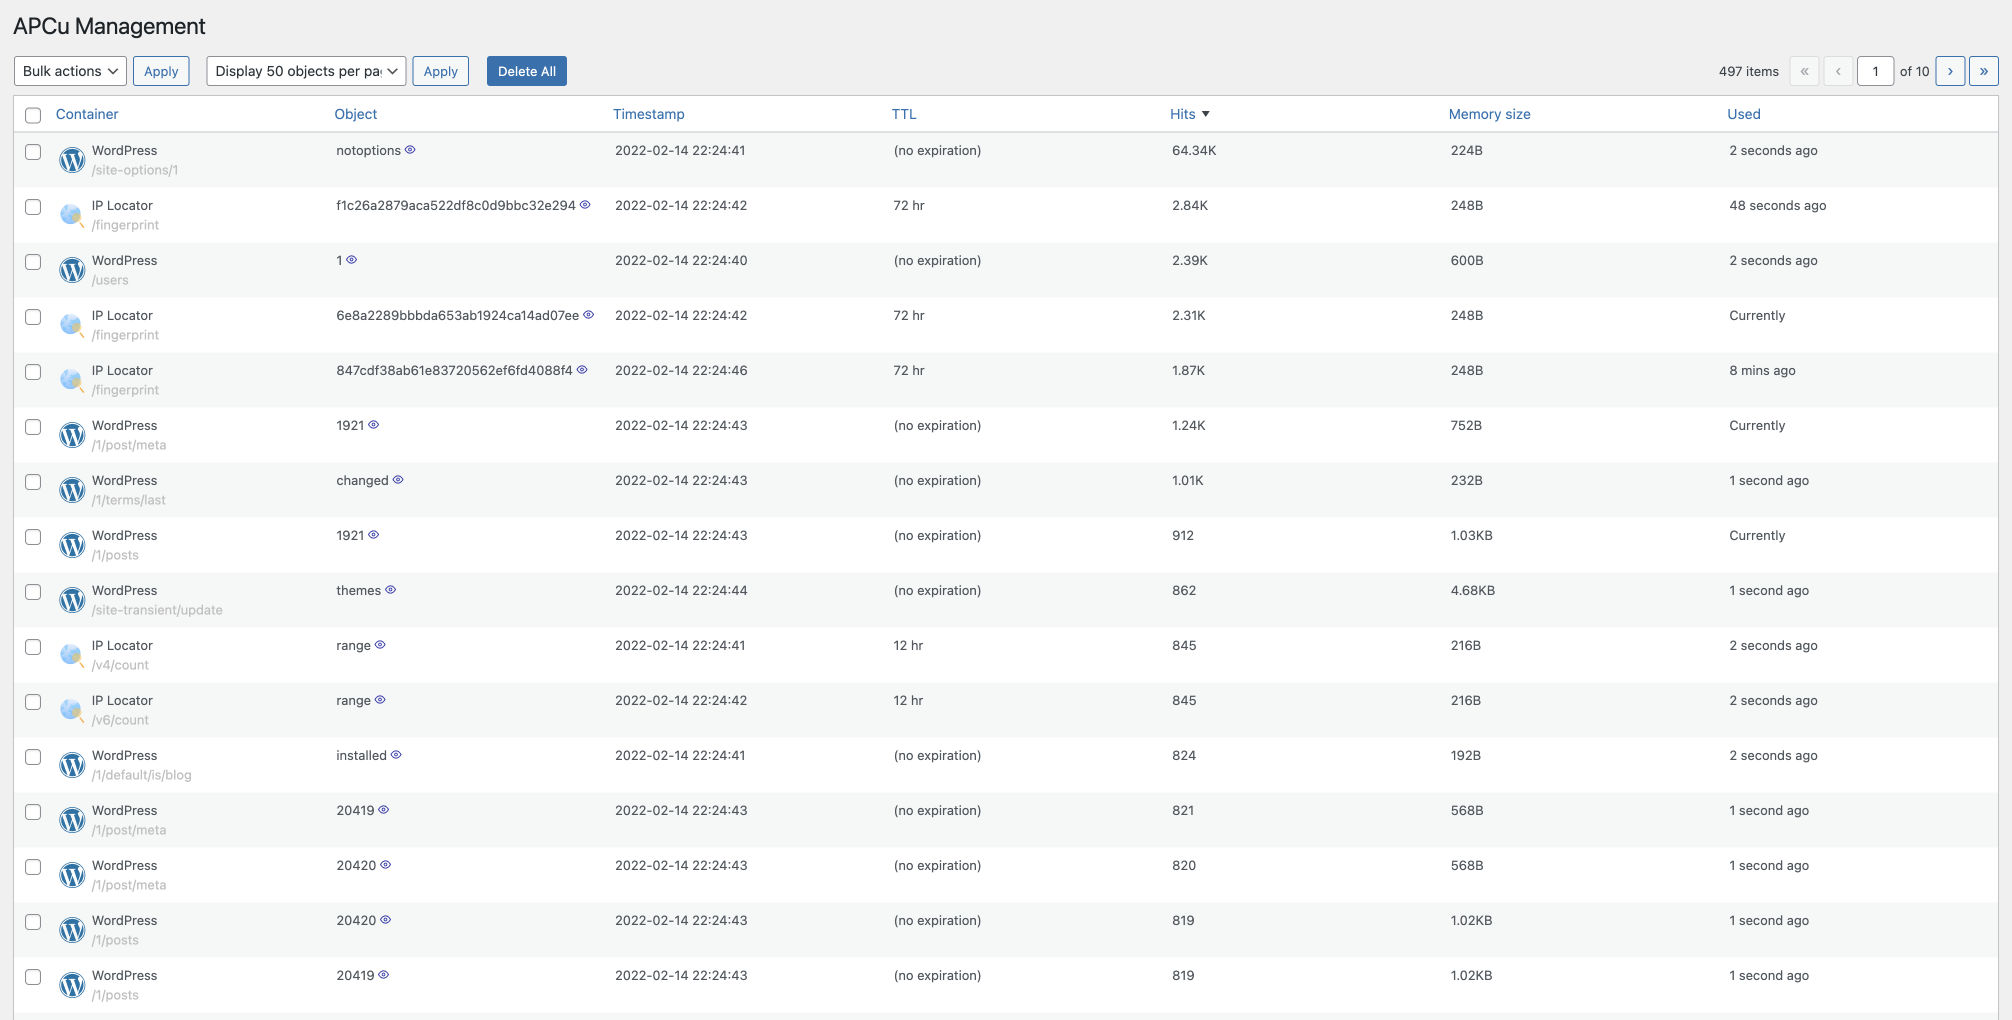 APCu Management
Bulk actions Apply Display 50 objects per pa Apply Delete All 497 items « ‹ 1 of 10 › »
Container Object Timestamp TTL Hits Memory size Used
WordPress notoptions 2022-02-14 22:24:41 (no expiration) 64.34K 224B 2 seconds ago
/site-options/1
IP Locator f1c26a2879aca522df8c0d9bbc32e294 2022-02-14 22:24:42 72 hr 2.84K 248B 48 seconds ago
/fingerprint
WordPress 1 2022-02-14 22:24:40 (no expiration) 2.39K 600B 2 seconds ago
/users
IP Locator 6e8a2289bbbda653ab1924ca14ad07ee 2022-02-14 22:24:42 72 hr 2.31K 248B Currently
/fingerprint
IP Locator 847cdf38ab61e83720562ef6fd4088f4 2022-02-14 22:24:46 72 hr 1.87K 248B 8 mins ago
/fingerprint
WordPress 1921 2022-02-14 22:24:43 (no expiration) 1.24K 752B Currently
/1/post/meta
WordPress changed 2022-02-14 22:24:43 (no expiration) 1.01K 232B 1 second ago
/1/terms/last
WordPress 1921 2022-02-14 22:24:43 (no expiration) 912 1.03KB Currently
/1/posts
WordPress themes 2022-02-14 22:24:44 (no expiration) 862 4.68KB 1 second ago
/site-transient/update
IP Locator range 2022-02-14 22:24:41 12 hr 845 216B 2 seconds ago
/v4/count
IP Locator range 2022-02-14 22:24:42 12 hr 845 216B 2 seconds ago
/v6/count
WordPress installed 2022-02-14 22:24:41 (no expiration) 824 192B 2 seconds ago
/1/default/is/blog
WordPress 20419 2022-02-14 22:24:43 (no expiration) 821 568B 1 second ago
/1/post/meta
WordPress 20420 2022-02-14 22:24:43 (no expiration) 820 568B 1 second ago
/1/post/meta
WordPress 20420 2022-02-14 22:24:43 (no expiration) 819 1.02KB 1 second ago
/1/posts
WordPress 20419 2022-02-14 22:24:43 (no expiration) 819 1.02KB 1 second ago
/1/posts